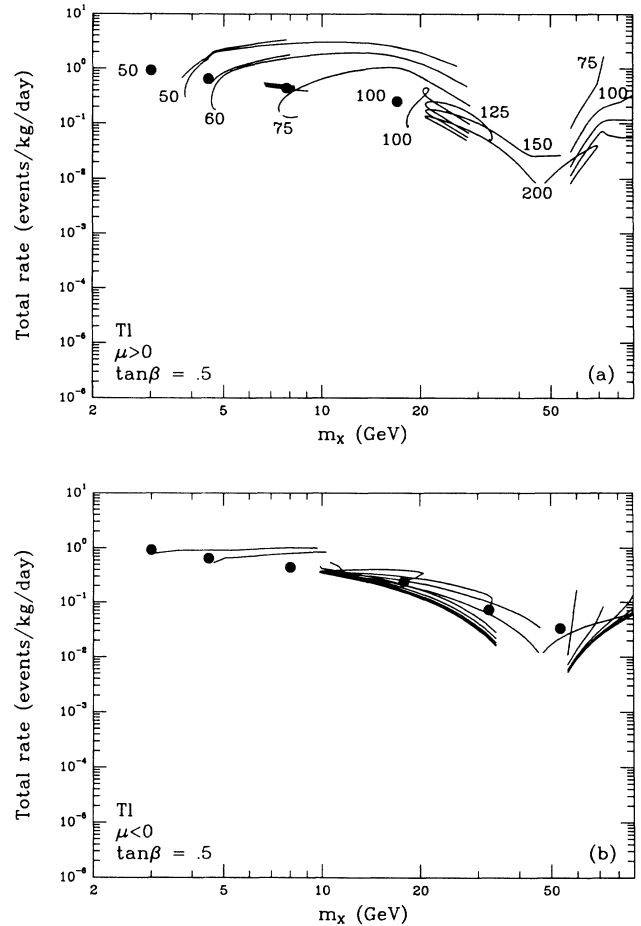 10¹
10⁰
10⁻¹
10⁻²
10⁻³
10⁻⁴
10⁻⁵
10⁻⁶
Total rate (events/kg/day)
50
50
60
75
100
100
125
150
200
75
100
Tl
μ>0
tanβ = .5
(a)
2 5 10 20 50
mₓ (GeV)
10¹
10⁰
10⁻¹
10⁻²
10⁻³
10⁻⁴
10⁻⁵
10⁻⁶
Total rate (events/kg/day)
Tl
μ<0
tanβ = .5
(b)
2 5 10 20 50
mₓ (GeV)